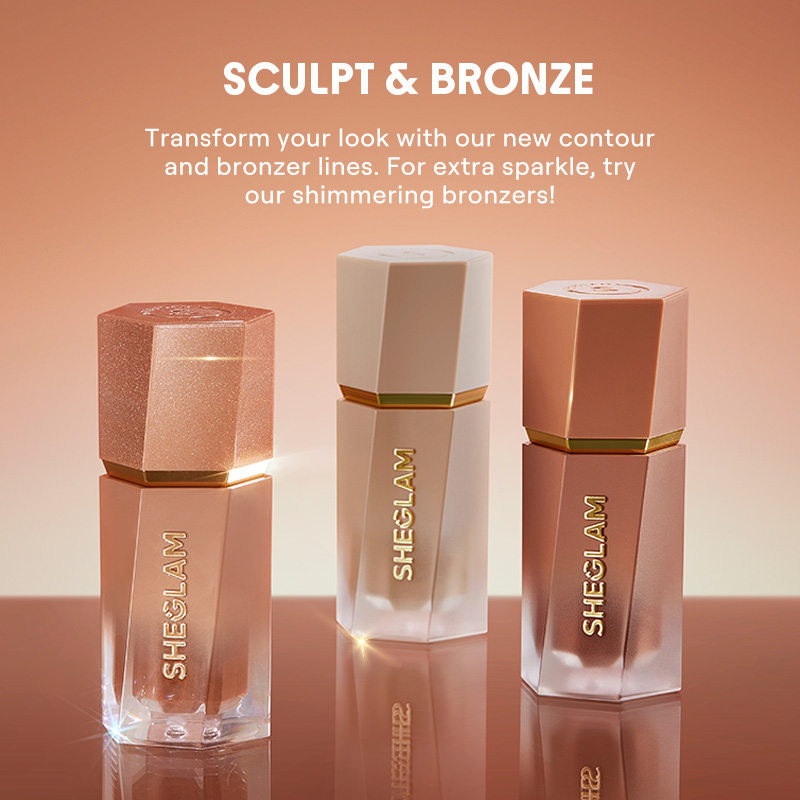 SCULPT & BRONZE
Transform your look with our new contour
and bronzer lines. For extra sparkle, try
our shimmering bronzers!
SHEGLAM
SHEGLAM
SHEGLAM